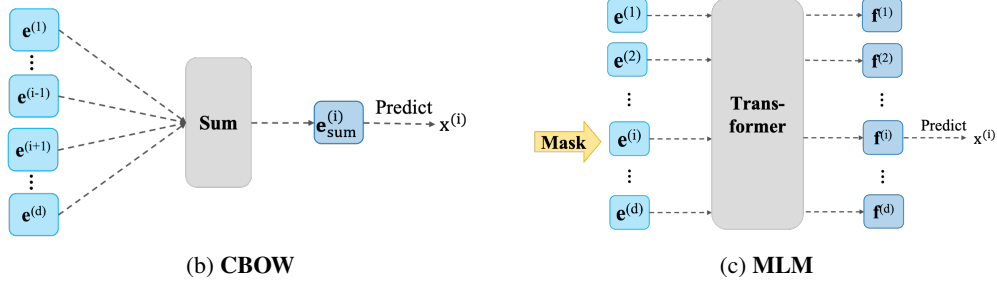 e(1)
e(i-1)
e(i+1)
e(d)
Sum
e(i)sum
Predict
x(i)
(b) CBOW
e(1)
e(2)
Mask
e(i)
e(d)
Trans-
former
f(1)
f(2)
f(i)
f(d)
Predict
x(i)
(c) MLM